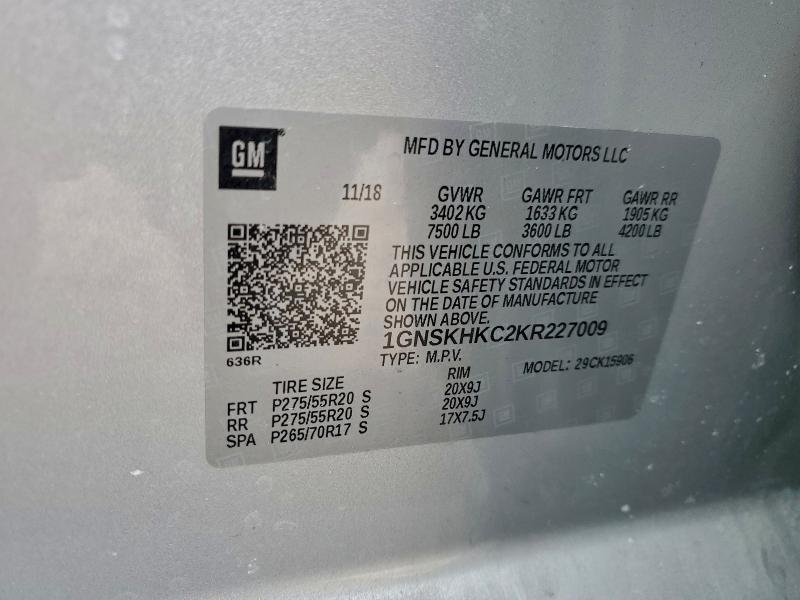 GM
MFD BY GENERAL MOTORS LLC
11/18 GVWR GAWR FRT GAWR RR
3402 KG 1633 KG 1905 KG
7500 LB 3600 LB 4200 LB
THIS VEHICLE CONFORMS TO ALL
APPLICABLE U.S. FEDERAL MOTOR
VEHICLE SAFETY STANDARDS IN EFFECT
ON THE DATE OF MANUFACTURE
SHOWN ABOVE.
1GNSKHKC2KR227009
636R
TYPE: M.P.V. MODEL: 29CK15906
TIRE SIZE RIM
FRT P275/55R20 S 20X9J
RR P275/55R20 S 20X9J
SPA P265/70R17 S 17X7.5J